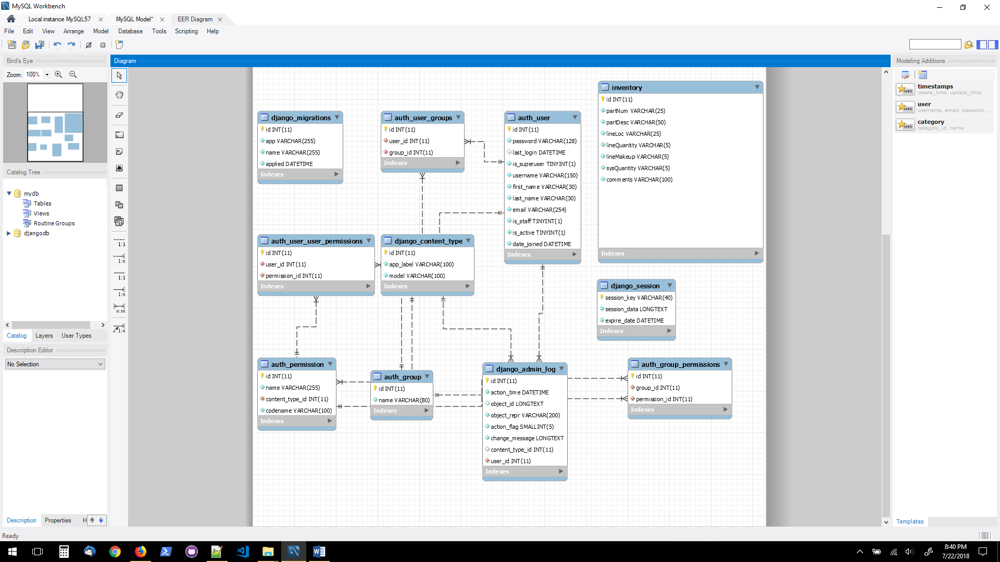 MySQL Workbench
Local instance MySQL57
MySQL Model*
EER Diagram
File Edit View Arrange Model Database Tools Scripting Help
Bird's Eye
Zoom: 100%
Catalog Tree
mydb
Tables
Views
Routine Groups
djangodb
Catalog Layers User Types
Description Editor
No Selection
Description Properties H
Ready
1:1
1:n
1:1
1:n
n:m
1:n
Diagram
django_migrations
id INT(11)
app VARCHAR(255)
name VARCHAR(255)
applied DATETIME
Indexes
auth_user_groups
id INT(11)
user_id INT(11)
group_id INT(11)
Indexes
auth_user
id INT(11)
password VARCHAR(128)
last_login DATETIME
is_superuser TINYINT(1)
username VARCHAR(150)
first_name VARCHAR(30)
last_name VARCHAR(30)
email VARCHAR(254)
is_staff TINYINT(1)
is_active TINYINT(1)
date_joined DATETIME
Indexes
inventory
id INT(11)
partNum VARCHAR(25)
partDesc VARCHAR(50)
lineLoc VARCHAR(25)
lineQuantity VARCHAR(5)
lineMakeup VARCHAR(5)
sysQuantity VARCHAR(5)
comments VARCHAR(100)
Indexes
auth_user_user_permissions
id INT(11)
user_id INT(11)
permission_id INT(11)
Indexes
django_content_type
id INT(11)
app_label VARCHAR(100)
model VARCHAR(100)
Indexes
django_session
session_key VARCHAR(40)
session_data LONGTEXT
expire_date DATETIME
Indexes
auth_permission
id INT(11)
name VARCHAR(255)
content_type_id INT(11)
codename VARCHAR(100)
Indexes
auth_group
id INT(11)
name VARCHAR(80)
Indexes
django_admin_log
id INT(11)
action_time DATETIME
object_id LONGTEXT
object_repr VARCHAR(200)
action_flag SMALLINT(5)
change_message LONGTEXT
content_type_id INT(11)
user_id INT(11)
Indexes
auth_group_permissions
id INT(11)
group_id INT(11)
permission_id INT(11)
Indexes
Modeling Additions
timestamps
create_time, update_time
user
username, email, password, ...
category
category_id, name
MWB
MWB
MWB
Templates
8:40 PM
7/22/2018